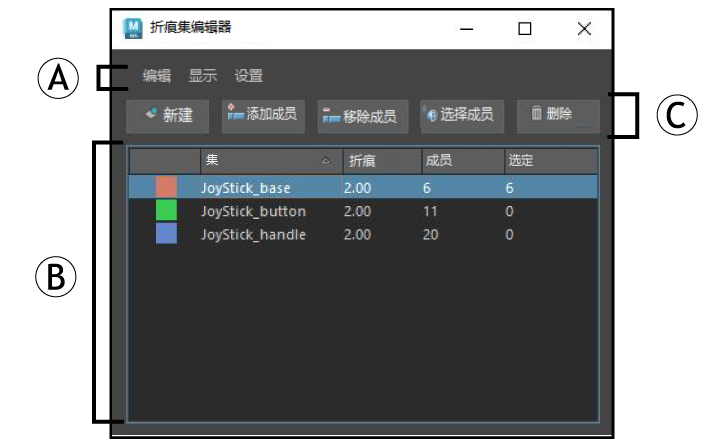 折痕集编辑器
A
编辑 显示 设置
新建 添加成员 移除成员 选择成员 删除
C
集 折痕 成员 选定
JoyStick_base 2.00 6 6
JoyStick_button 2.00 11 0
JoyStick_handle 2.00 20 0
B